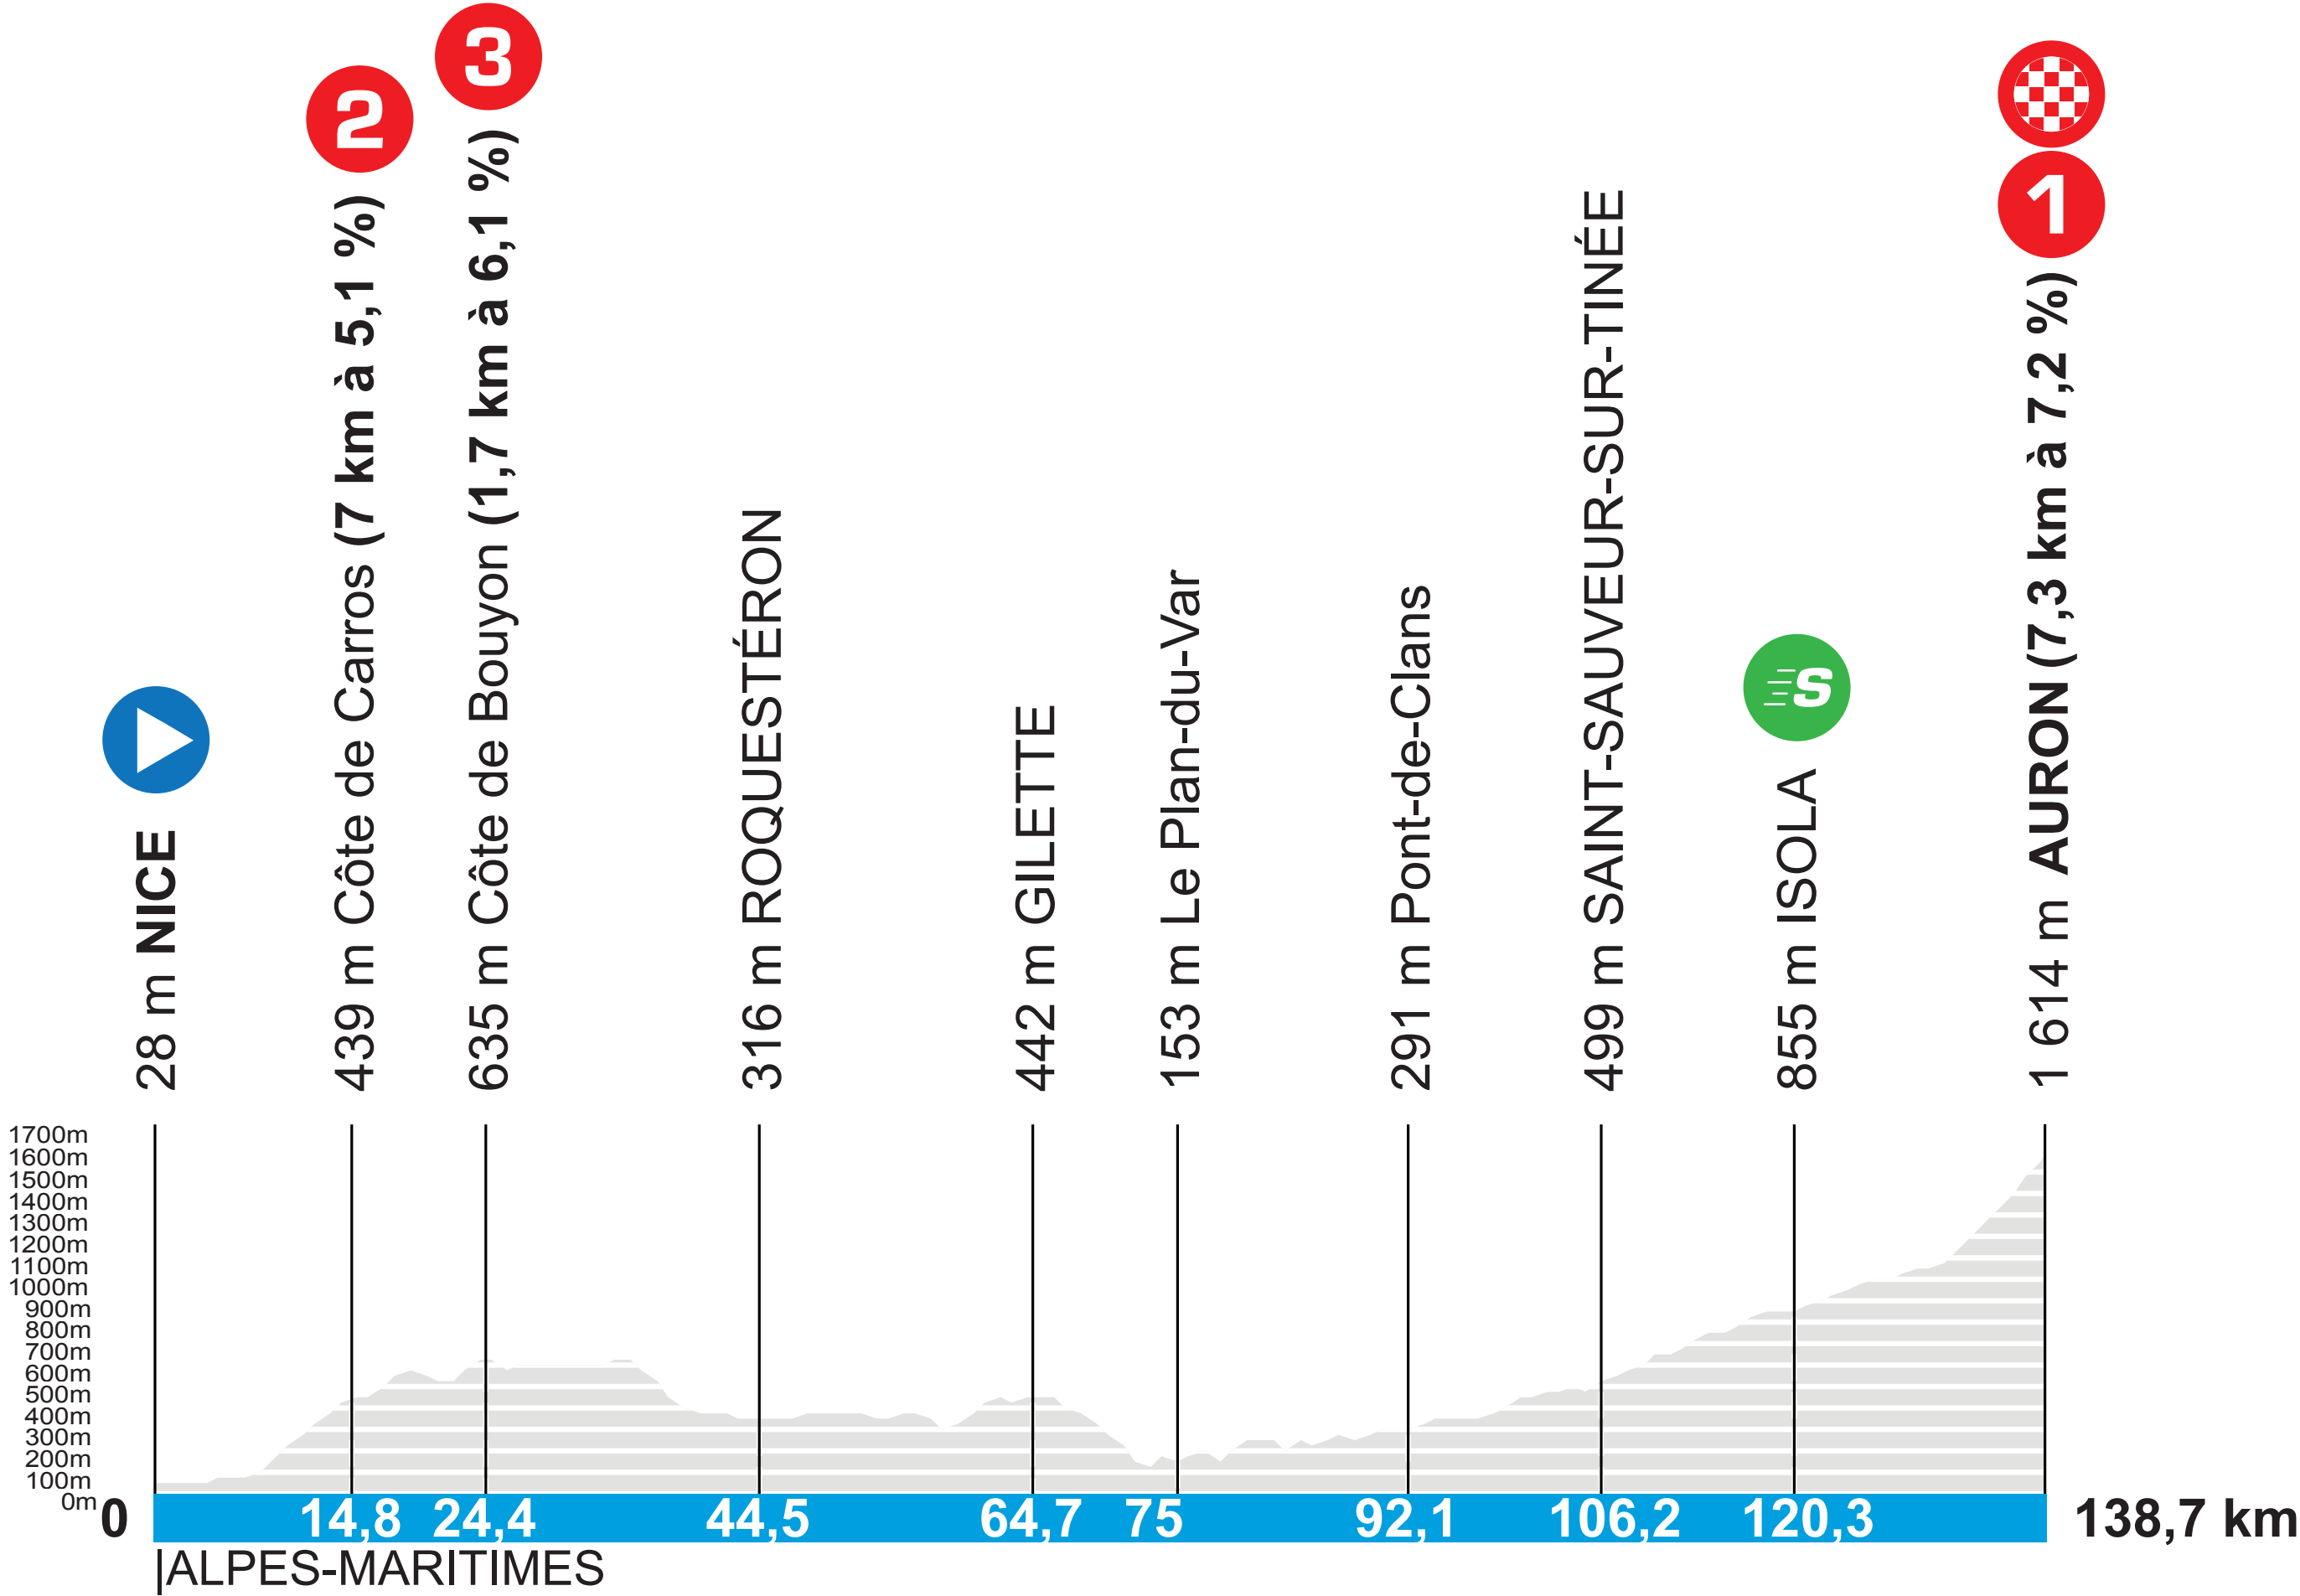 28 m NICE
2
439 m Côte de Carros (7 km à 5,1 %)
3
635 m Côte de Bouyon (1,7 km à 6,1 %)
316 m ROQUESTÉRON
442 m GILETTE
153 m Le Plan-du-Var
291 m Pont-de-Clans
499 m SAINT-SAUVEUR-SUR-TINÉE
S
855 m ISOLA
1
1 614 m AURON (7,3 km à 7,2 %)
1700m
1600m
1500m
1400m
1300m
1200m
1100m
1000m
900m
800m
700m
600m
500m
400m
300m
200m
100m
0m
0 14,8 24,4 44,5 64,7 75 92,1 106,2 120,3 138,7 km
|ALPES-MARITIMES